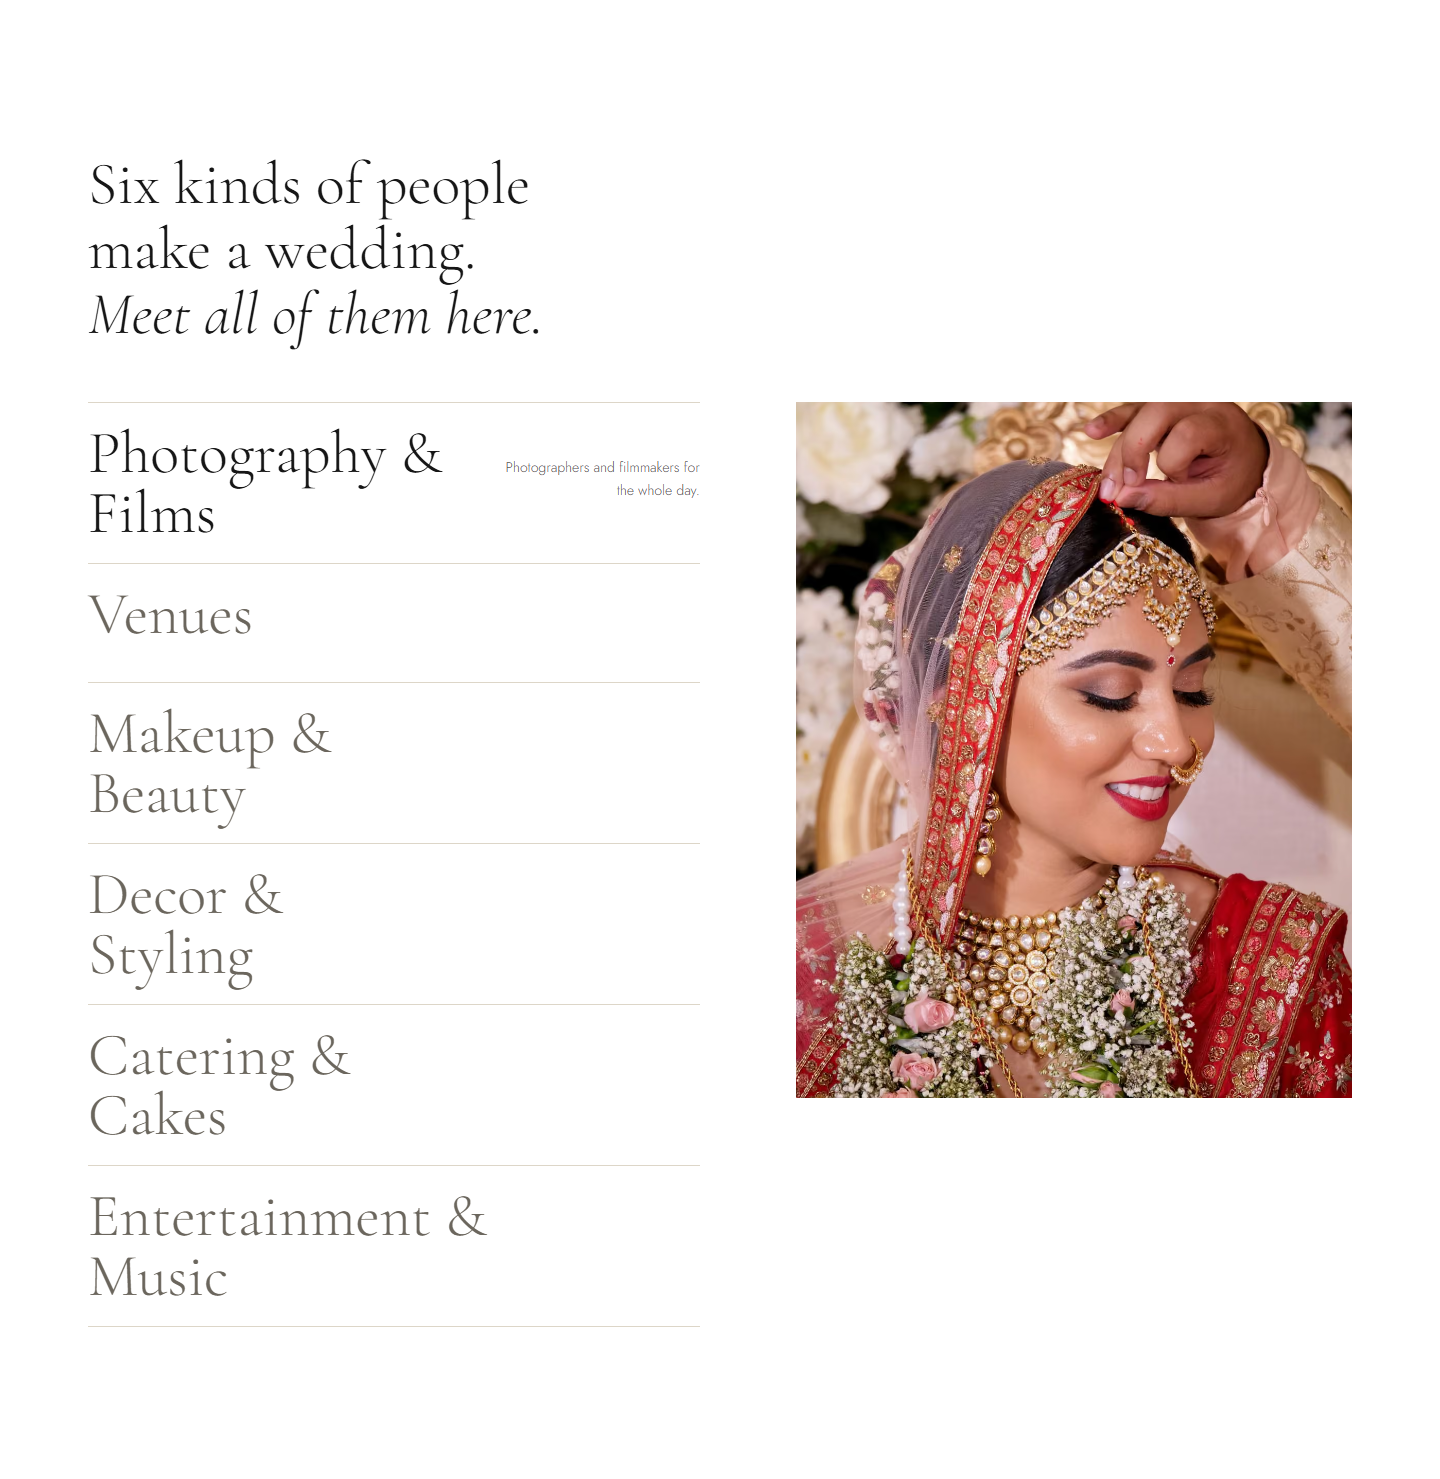 Six kinds of people
make a wedding.
Meet all of them here.
Photography &
Films
Photographers and filmmakers for
the whole day.
Venues
Makeup &
Beauty
Decor &
Styling
Catering &
Cakes
Entertainment &
Music